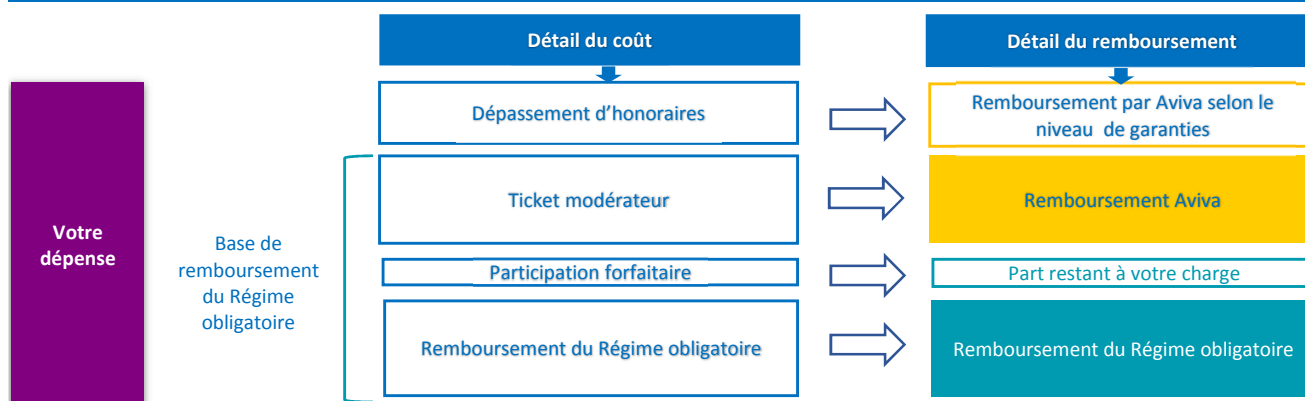 Détail du coût
Détail du remboursement
Dépassement d’honoraires
Remboursement par Aviva selon le
niveau de garanties
Votre
dépense
Base de
remboursement
du Régime
obligatoire
Ticket modérateur
Remboursement Aviva
Participation forfaitaire
Part restant à votre charge
Remboursement du Régime obligatoire
Remboursement du Régime obligatoire